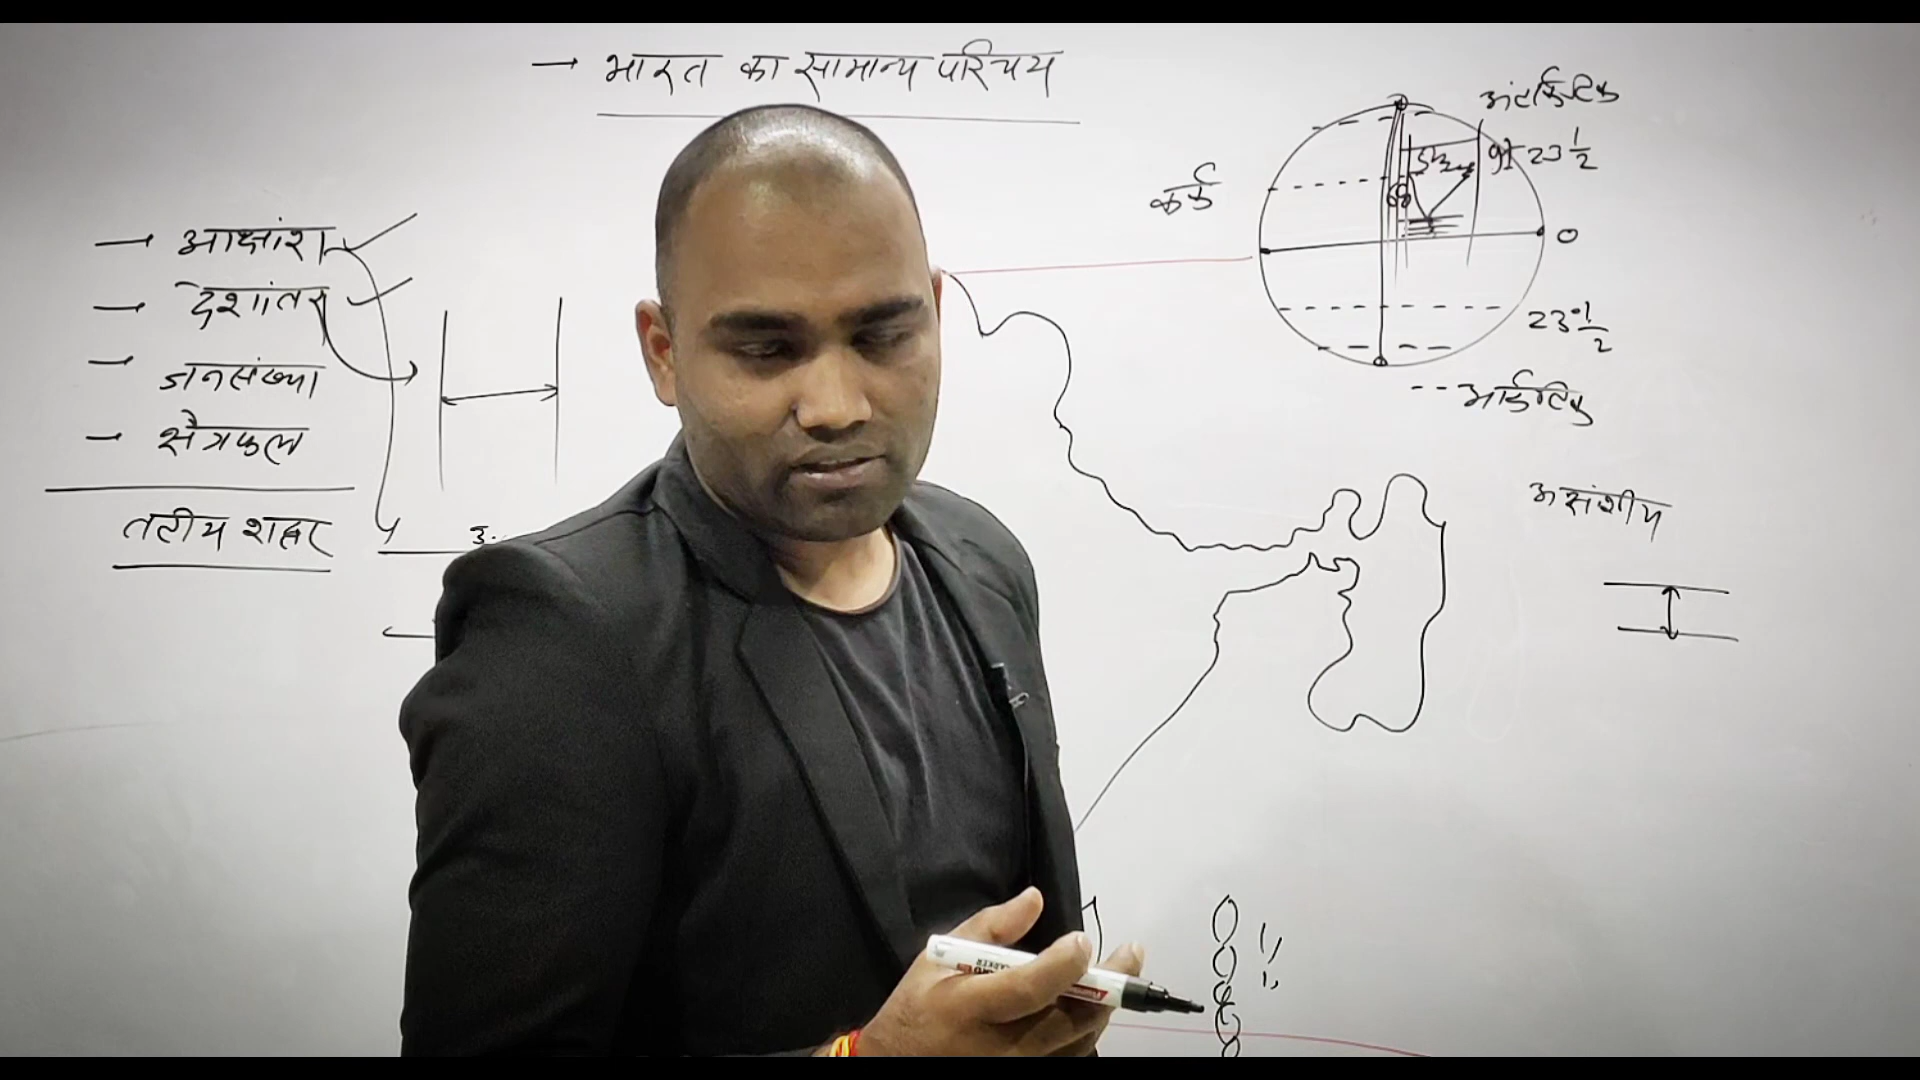 → भारत का सामान्य परिचय
→ आक्षांश
→ देशांतर
— जनसंख्या
— क्षैत्रफल
तटीय शहर
अंटार्कटिक
कर्क
23 1/2
0
23 1/2
-- आर्कटिक
अक्षांशीय